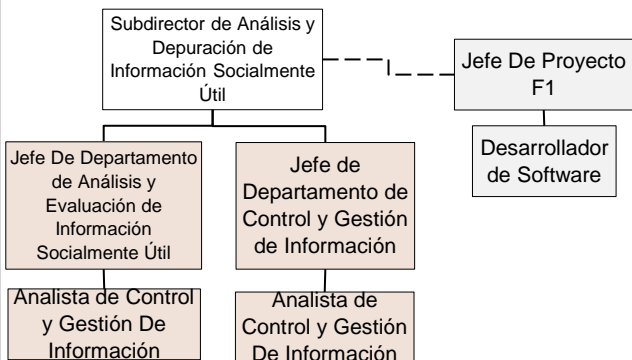 Subdirector de Análisis y
Depuración de
Información Socialmente
Útil
Jefe De Proyecto
F1
Desarrollador
de Software
Jefe De Departamento
de Análisis y
Evaluación de
Información
Socialmente Útil
Jefe de
Departamento de
Control y Gestión
de Información
Analista de Control
y Gestión De
Información
Analista de
Control y Gestión
De Información